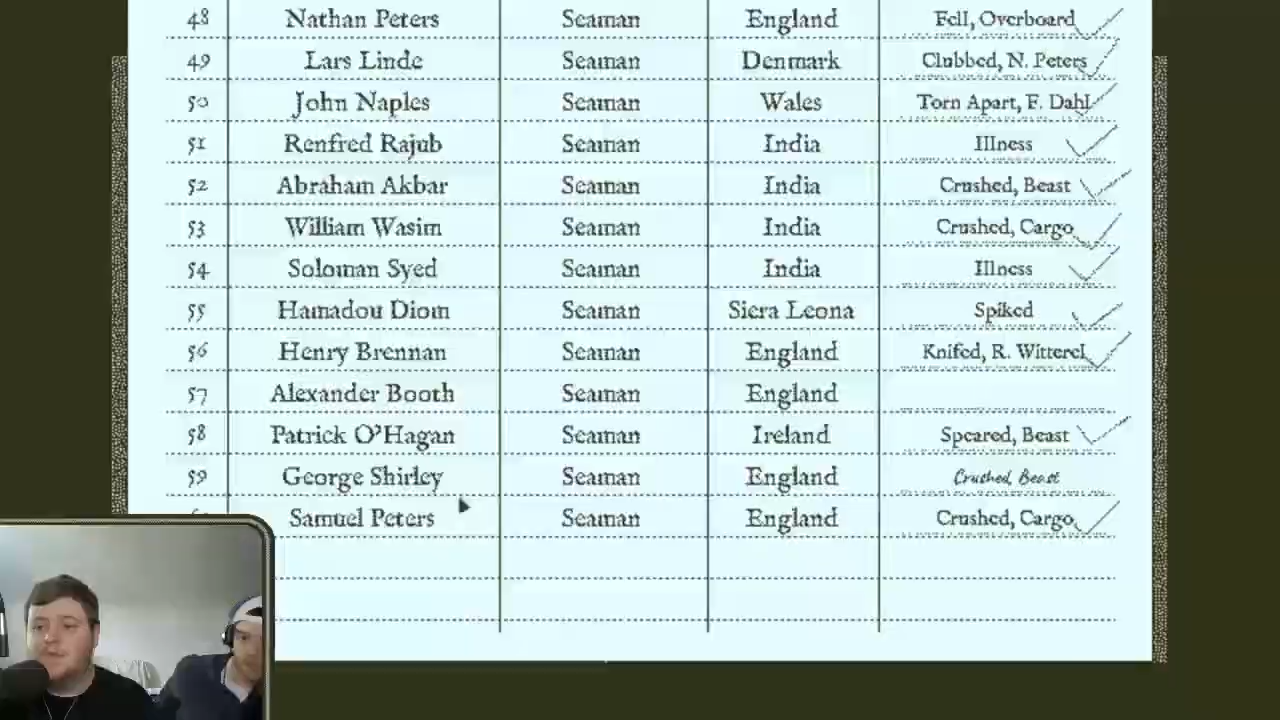 48 Nathan Peters Seaman England Fell, Overboard
49 Lars Linde Seaman Denmark Clubbed, N. Peters
50 John Naples Seaman Wales Torn Apart, F. Dahl
51 Renfred Rajub Seaman India Illness
52 Abraham Akbar Seaman India Crushed, Beast
53 William Wasim Seaman India Crushed, Cargo
54 Soloman Syed Seaman India Illness
55 Hamadou Diom Seaman Siera Leona Spiked
56 Henry Brennan Seaman England Knifed, R. Witterel
57 Alexander Booth Seaman England
58 Patrick O'Hagan Seaman Ireland Speared, Beast
59 George Shirley Seaman England Crushed, Beast
Samuel Peters Seaman England Crushed, Cargo